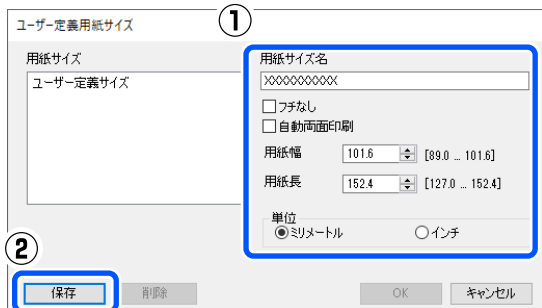 ユーザー定義用紙サイズ
①
用紙サイズ
ユーザー定義サイズ
用紙サイズ名
XXXXXXXXXX
フチなし
自動両面印刷
用紙幅 101.6 [89.0 ... 101.6]
用紙長 152.4 [127.0 ... 152.4]
単位
ミリメートル インチ
②
保存 削除 OK キャンセル